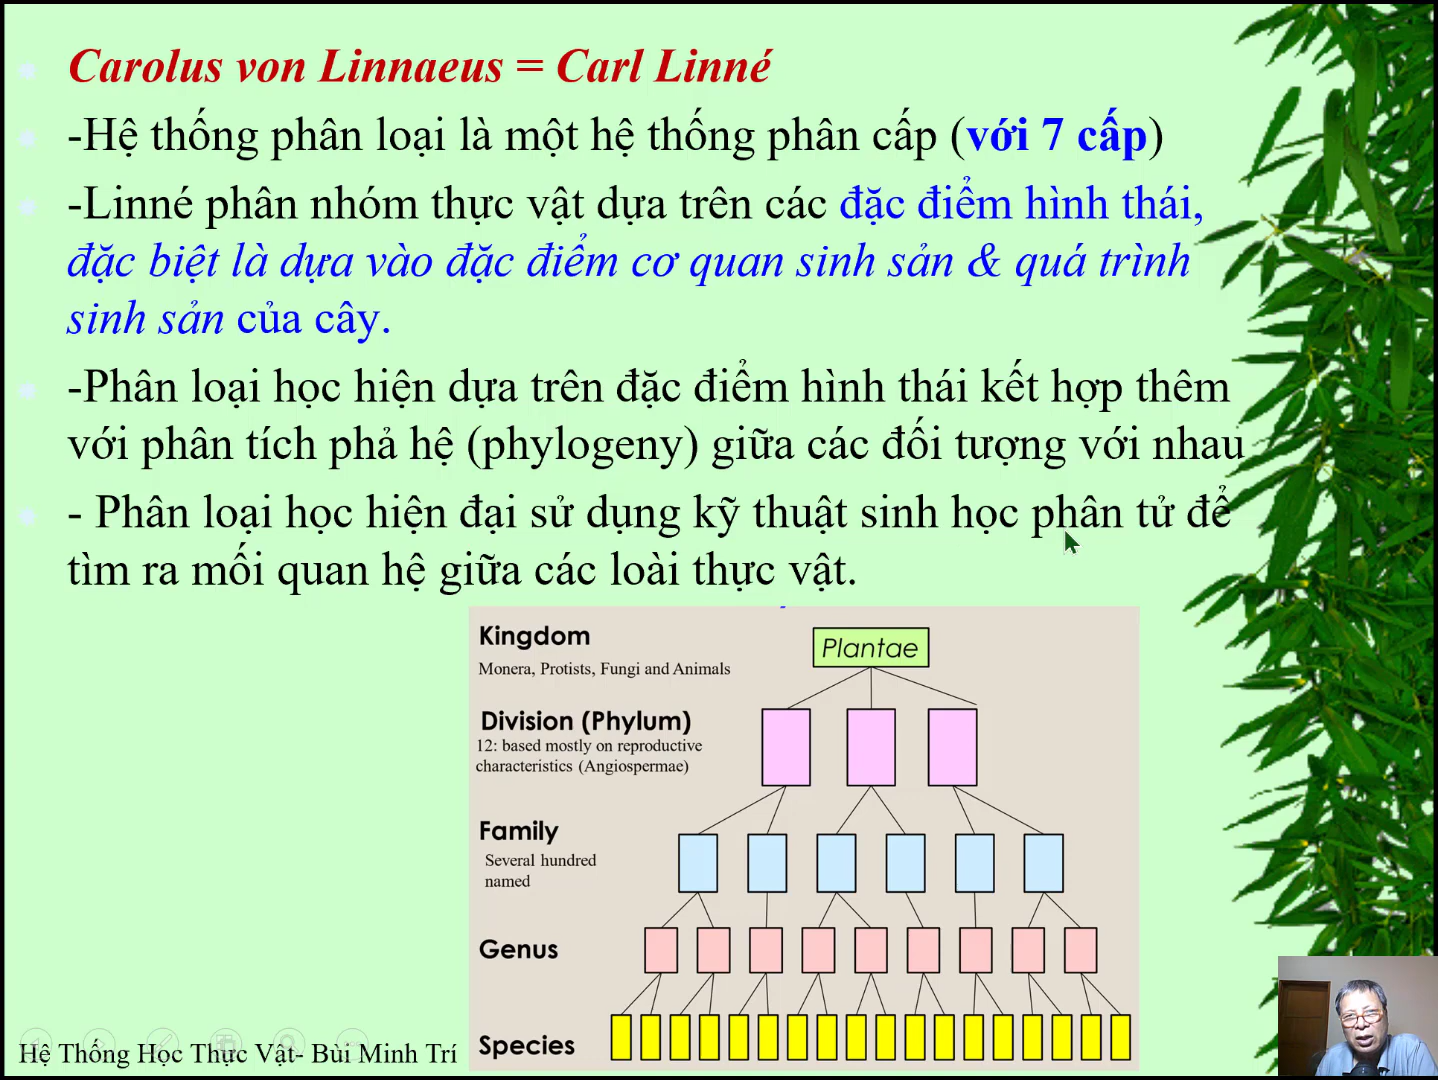 Carolus von Linnaeus = Carl Linné
-Hệ thống phân loại là một hệ thống phân cấp (với 7 cấp)
-Linné phân nhóm thực vật dựa trên các đặc điểm hình thái,
đặc biệt là dựa vào đặc điểm cơ quan sinh sản & quá trình
sinh sản của cây.
-Phân loại học hiện dựa trên đặc điểm hình thái kết hợp thêm
với phân tích phả hệ (phylogeny) giữa các đối tượng với nhau
- Phân loại học hiện đại sử dụng kỹ thuật sinh học phân tử để
tìm ra mối quan hệ giữa các loài thực vật.
Kingdom
Plantae
Monera, Protists, Fungi and Animals
Division (Phylum)
12: based mostly on reproductive
characteristics (Angiospermae)
Family
Several hundred
named
Genus
Species
Hệ Thống Học Thực Vật- Bùi Minh Trí